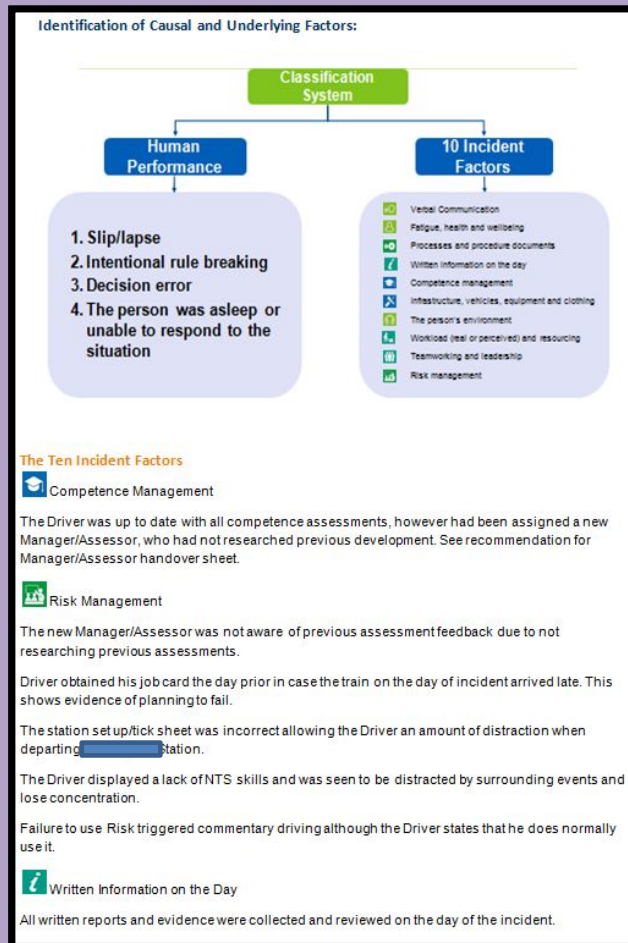 Identification of Causal and Underlying Factors:
Classification
System
Human
Performance
10 Incident
Factors
1. Slip/lapse
2. Intentional rule breaking
3. Decision error
4. The person was asleep or
unable to respond to the
situation
Verbal Communication
Fatigue, health and wellbeing
Processes and procedure documents
Written Information on the day
Competence management
Infrastructure, vehicles, equipment and clothing
The person's environment
Workload (real or perceived) and resourcing
Teamworking and leadership
Risk management
The Ten Incident Factors
Competence Management
The Driver was up to date with all competence assessments, however had been assigned a new
Manager/Assessor, who had not researched previous development. See recommendation for
Manager/Assessor handover sheet.
Risk Management
The new Manager/Assessor was not aware of previous assessment feedback due to not
researching previous assessments.
Driver obtained his job card the day prior in case the train on the day of incident arrived late. This
shows evidence of planning to fail.
The station set up/tick sheet was incorrect allowing the Driver an amount of distraction when
departing Station.
The Driver displayed a lack of NTS skills and was seen to be distracted by surrounding events and
lose concentration.
Failure to use Risk triggered commentary driving although the Driver states that he does normally
use it.
Written Information on the Day
All written reports and evidence were collected and reviewed on the day of the incident.